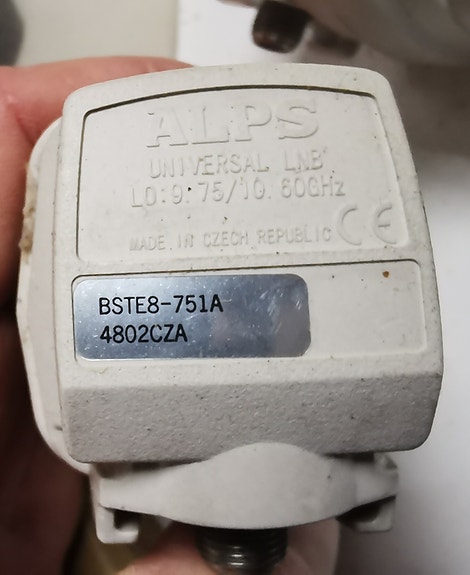 ALPS
UNIVERSAL LNB
LO:9.75/10.60GHz
MADE IN CZECH REPUBLIC CE
BSTE8-751A
4802CZA